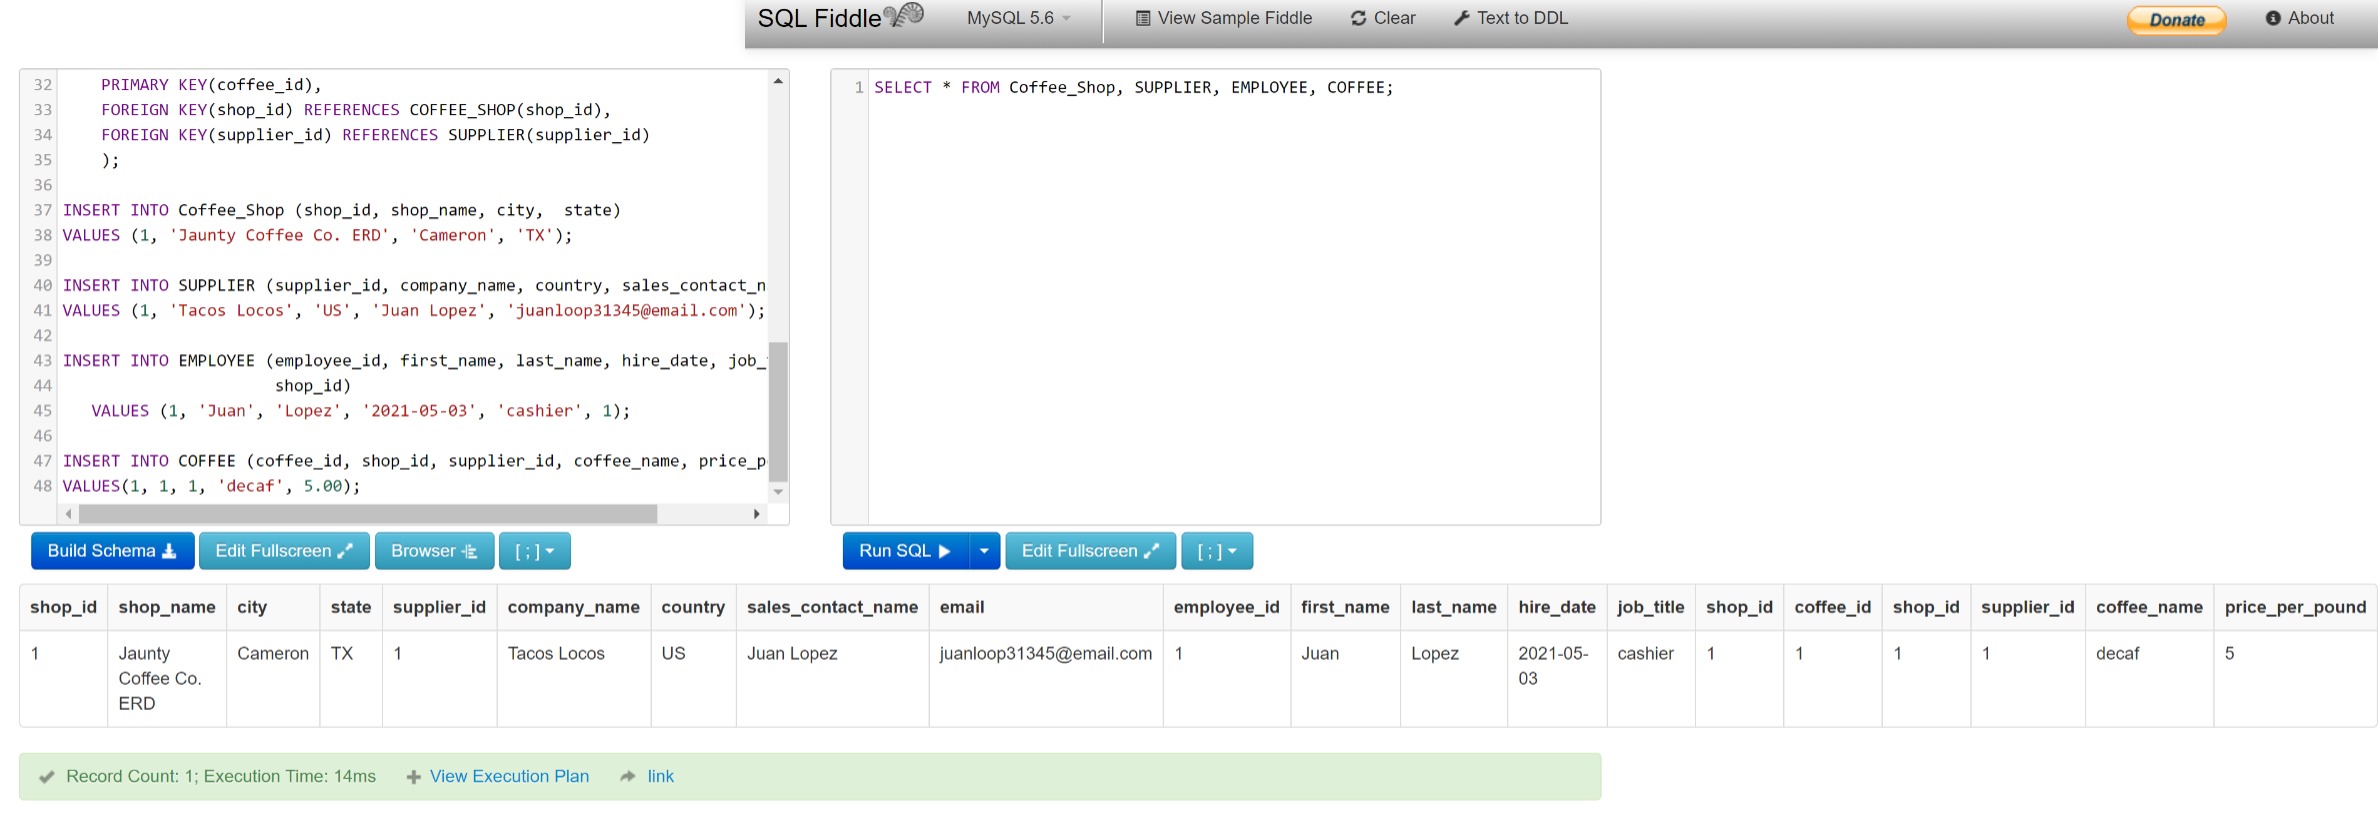 SQL Fiddle MySQL 5.6 View Sample Fiddle Clear Text to DDL Donate About
32 PRIMARY KEY(coffee_id),
33 FOREIGN KEY(shop_id) REFERENCES COFFEE_SHOP(shop_id),
34 FOREIGN KEY(supplier_id) REFERENCES SUPPLIER(supplier_id)
35 );
36
37 INSERT INTO Coffee_Shop (shop_id, shop_name, city,  state)
38 VALUES (1, 'Jaunty Coffee Co. ERD', 'Cameron', 'TX');
39
40 INSERT INTO SUPPLIER (supplier_id, company_name, country, sales_contact_n
41 VALUES (1, 'Tacos Locos', 'US', 'Juan Lopez', 'juanloop31345@email.com');
42
43 INSERT INTO EMPLOYEE (employee_id, first_name, last_name, hire_date, job_
44 shop_id)
45 VALUES (1, 'Juan', 'Lopez', '2021-05-03', 'cashier', 1);
46
47 INSERT INTO COFFEE (coffee_id, shop_id, supplier_id, coffee_name, price_p
48 VALUES(1, 1, 1, 'decaf', 5.00);
1 SELECT * FROM Coffee_Shop, SUPPLIER, EMPLOYEE, COFFEE;
Build Schema Edit Fullscreen Browser [ ; ]
Run SQL Edit Fullscreen [ ; ]
shop_id shop_name city state supplier_id company_name country sales_contact_name email employee_id first_name last_name hire_date job_title shop_id coffee_id shop_id supplier_id coffee_name price_per_pound
1 Jaunty Cameron TX 1 Tacos Locos US Juan Lopez juanloop31345@email.com 1 Juan Lopez 2021-05- cashier 1 1 1 1 decaf 5
Coffee Co. 03
ERD
Record Count: 1; Execution Time: 14ms View Execution Plan link